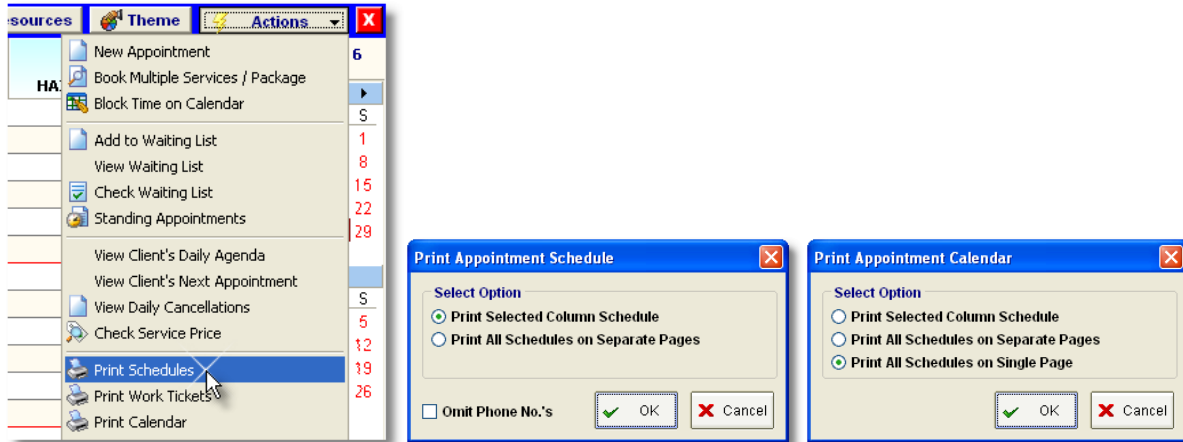 esources Theme Actions X
6
HA
New Appointment
Book Multiple Services / Package
Block Time on Calendar
S
1
Add to Waiting List
8
View Waiting List
15
Check Waiting List
22
Standing Appointments
29
View Client's Daily Agenda
View Client's Next Appointment
S
View Daily Cancellations
5
Check Service Price
12
Print Schedules
19
Print Work Tickets
26
Print Calendar
Print Appointment Schedule
Select Option
Print Selected Column Schedule
Print All Schedules on Separate Pages
Omit Phone No.'s
OK
Cancel
Print Appointment Calendar
Select Option
Print Selected Column Schedule
Print All Schedules on Separate Pages
Print All Schedules on Single Page
OK
Cancel